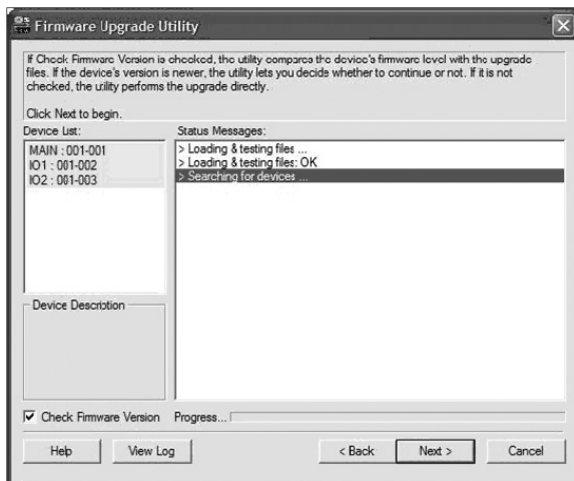 Firmware Upgrade Utility
If Check Firmware Version is checked, the utility compares the device's firmware level with the upgrade
files. If the device's version is newer, the utility lets you decide whether to continue or not. If it is not
checked, the utility performs the upgrade directly.
Click Next to begin.
Device List:
Status Messages:
MAIN : 001-001
IO1 : 001-002
IO2 : 001-003
> Loading & testing files ...
> Loading & testing files: OK
> Searching for devices ...
Device Description
Check Firmware Version
Progress...
Help
View Log
< Back
Next >
Cancel